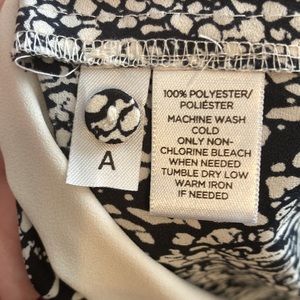 A
100% POLYESTER/
POLIÉSTER
MACHINE WASH
COLD
ONLY NON-
CHLORINE BLEACH
WHEN NEEDED
TUMBLE DRY LOW
WARM IRON
IF NEEDED